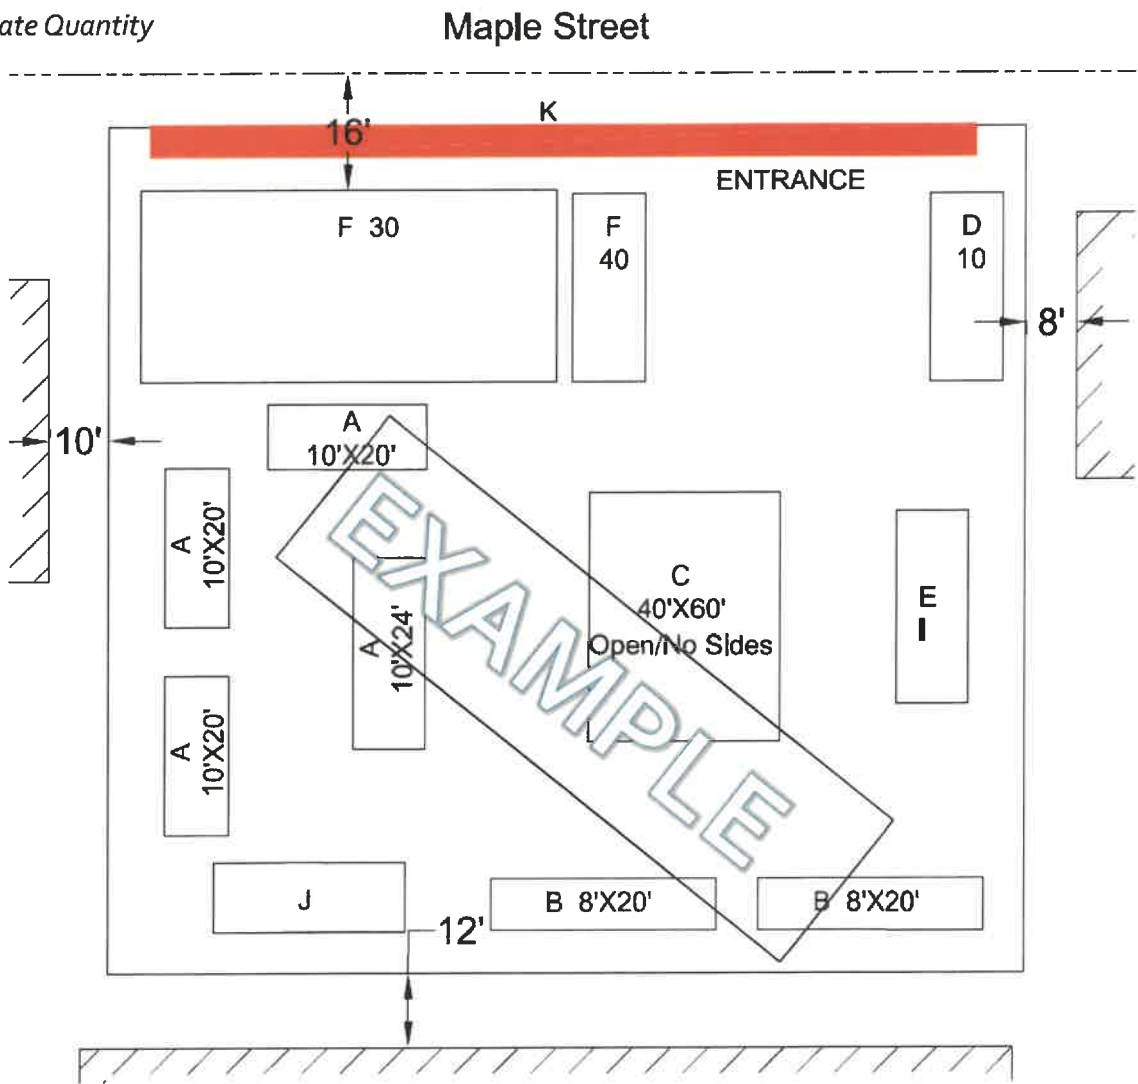 ate Quantity
Maple Street
K
16'
ENTRANCE
F 30
F
40
D
10
8'
10'
A
10'X20'
A
10'X20'
A
10'X24'
C
40'X60'
Open/No Sides
E
I
A
10'X20'
EXAMPLE
J
B 8'X20'
B 8'X20'
12'